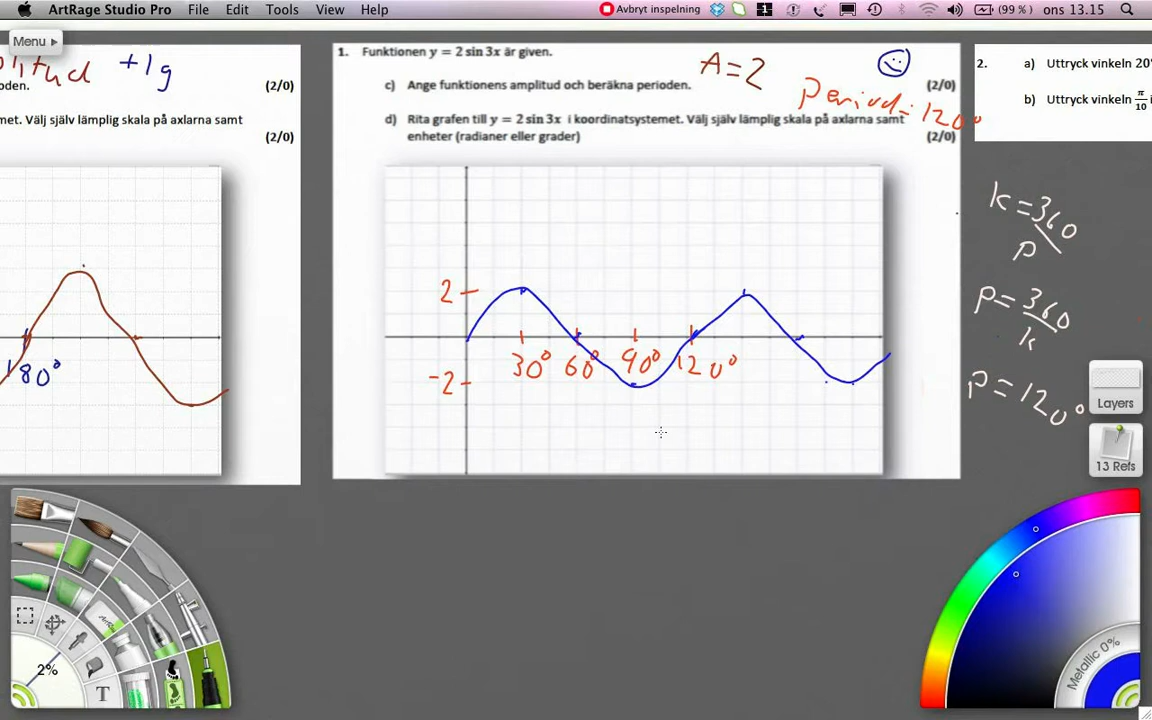 ArtRage Studio Pro File Edit Tools View Help Avbryt inspelning 1 (99 %) ons 13.15
Menu
+1g
oden.
(2/0)
met. Välj själv lämplig skala på axlarna samt
(2/0)
180°
1. Funktionen y = 2 sin 3x är given.
A=2
c) Ange funktionens amplitud och beräkna perioden.
(2/0)
Period = 120°
d) Rita grafen till y = 2 sin 3x i koordinatsystemet. Välj själv lämplig skala på axlarna samt
enheter (radianer eller grader)
(2/0)
2
30° 60° 90° 120°
-2
2. a) Uttryck vinkeln 20°
b) Uttryck vinkeln π/10 i
k = 360/p
P = 360/k
P = 120°
Layers
13 Refs
2%
T
Metallic 0%